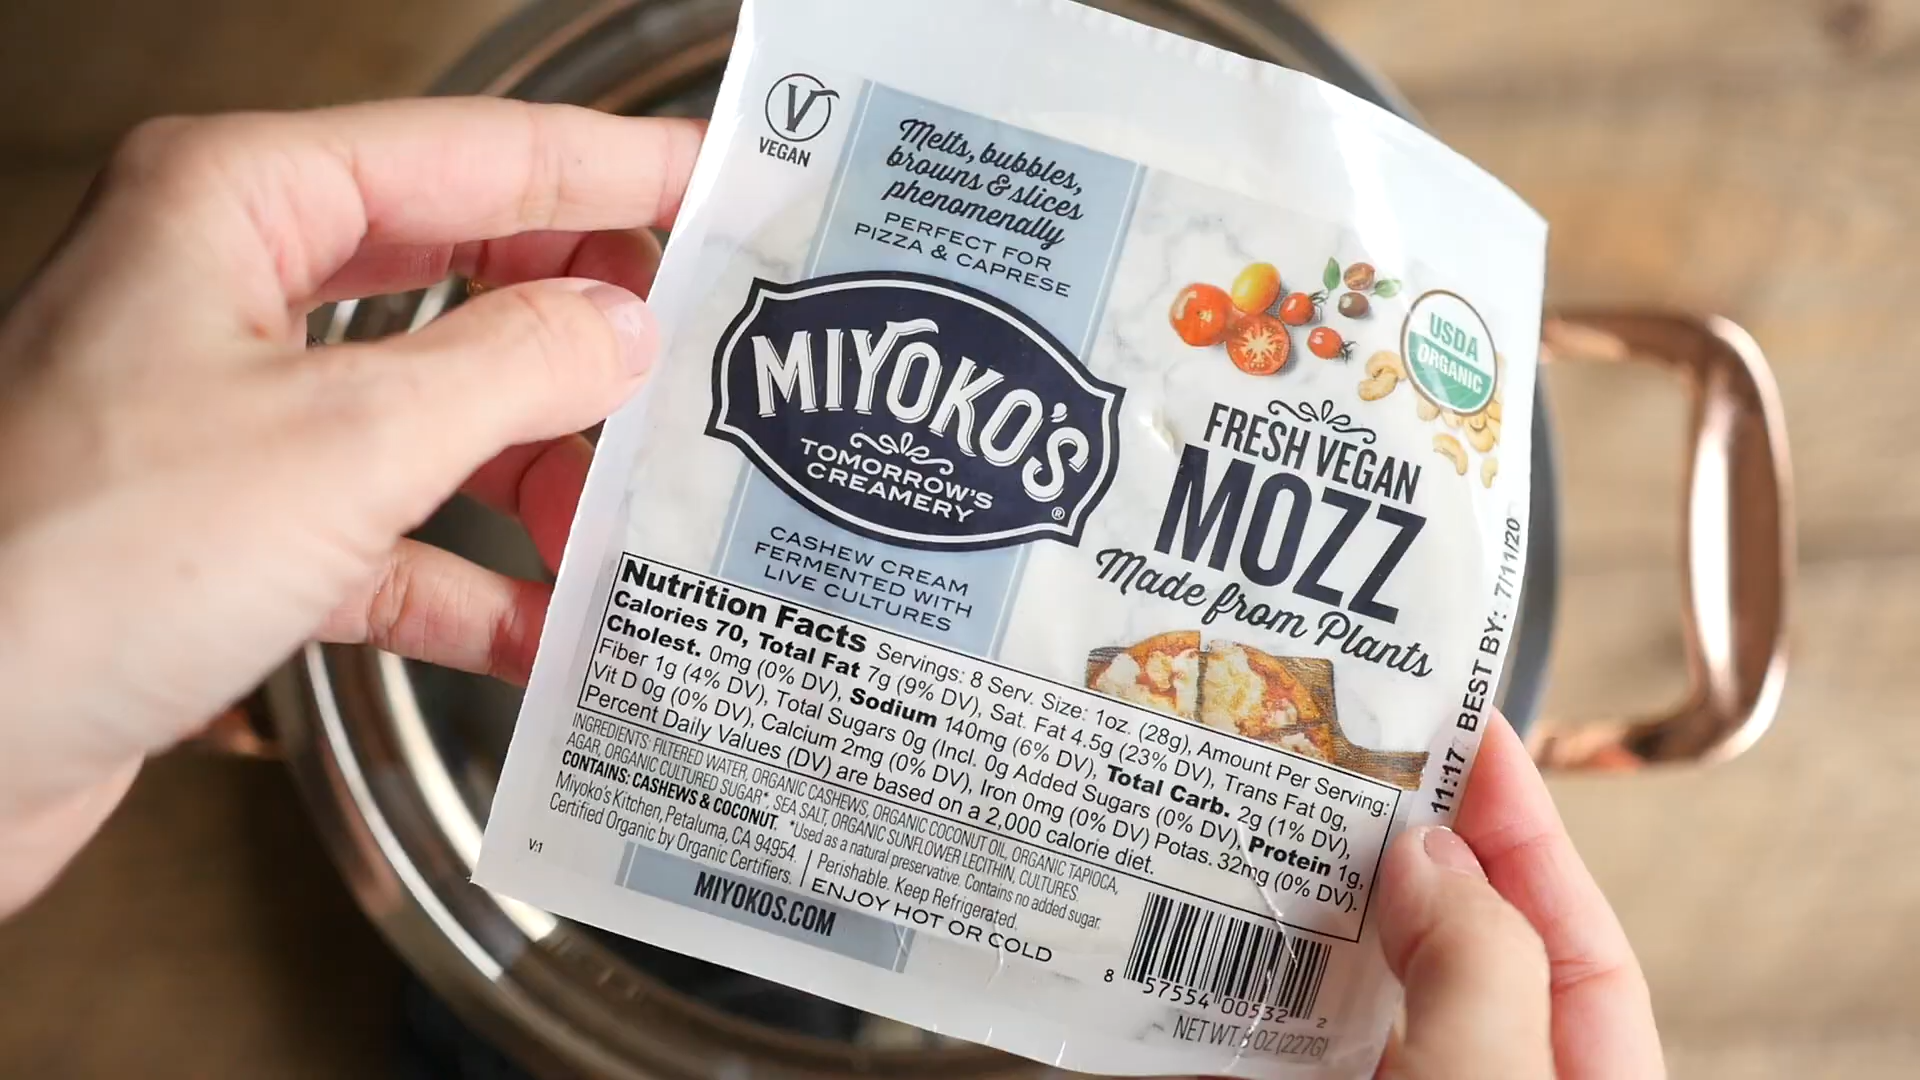 V
VEGAN
Melts, bubbles,
browns & slices
phenomenally
PERFECT FOR
PIZZA & CAPRESE
MIYOKO'S
TOMORROW'S
CREAMERY
®
CASHEW CREAM
FERMENTED WITH
LIVE CULTURES
USDA
ORGANIC
FRESH VEGAN
MOZZ
Made from Plants
11:17 BEST BY: 7/11/20
Nutrition Facts Servings: 8 Serv. Size: 1oz. (28g), Amount Per Serving:
Calories 70, Total Fat 7g (9% DV), Sat. Fat 4.5g (23% DV), Trans Fat 0g,
Cholest. 0mg (0% DV), Sodium 140mg (6% DV), Total Carb. 2g (1% DV),
Fiber 1g (4% DV), Total Sugars 0g (Incl. 0g Added Sugars (0% DV), Protein 1g,
Vit D 0g (0% DV), Calcium 2mg (0% DV), Iron 0mg (0% DV) Potas. 32mg (0% DV).
Percent Daily Values (DV) are based on a 2,000 calorie diet.
INGREDIENTS: FILTERED WATER, ORGANIC CASHEWS, ORGANIC COCONUT OIL, ORGANIC TAPIOCA,
AGAR, ORGANIC CULTURED SUGAR*, SEA SALT, ORGANIC SUNFLOWER LECITHIN, CULTURES.
CONTAINS: CASHEWS & COCONUT. *Used as a natural preservative. Contains no added sugar.
Miyoko's Kitchen, Petaluma, CA 94954.
Certified Organic by Organic Certifiers.
Perishable. Keep Refrigerated.
ENJOY HOT OR COLD
V:1
MIYOKOS.COM
8 57554 00532 2
NET WT. 8 OZ (227G)